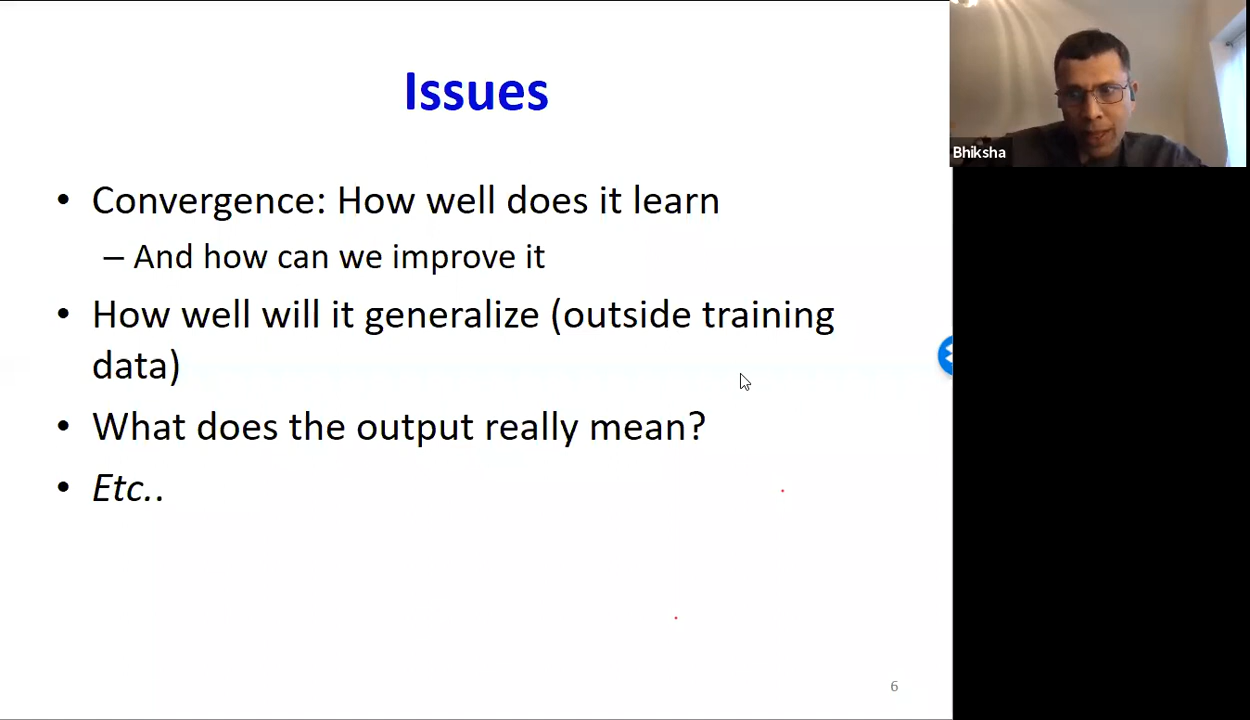 Issues
• Convergence: How well does it learn
– And how can we improve it
• How well will it generalize (outside training
data)
• What does the output really mean?
• Etc..
6
Bhiksha